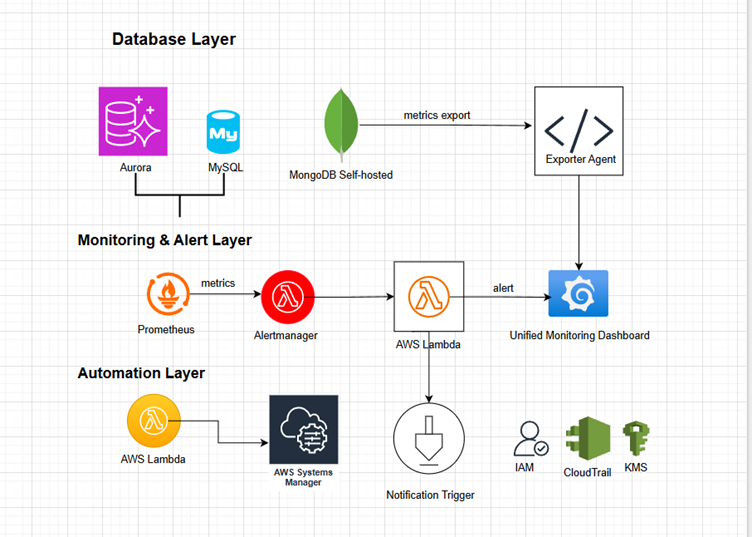 Database Layer
My
metrics export
Exporter Agent
Aurora
MySQL
MongoDB Self-hosted
Monitoring & Alert Layer
metrics
alert
Prometheus
Alertmanager
AWS Lambda
Unified Monitoring Dashboard
Automation Layer
AWS Lambda
AWS Systems
Manager
Notification Trigger
IAM
CloudTrail
KMS